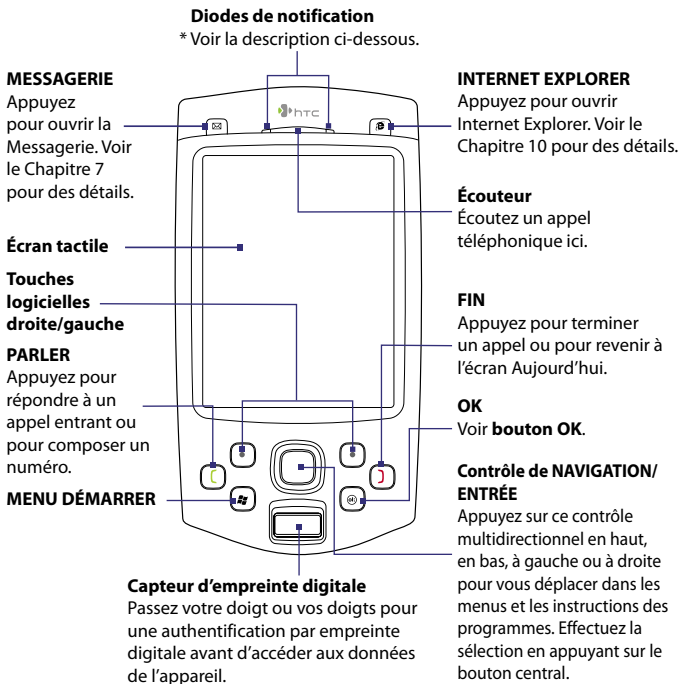 Diodes de notification
* Voir la description ci-dessous.
MESSAGERIE
Appuyez
pour ouvrir la
Messagerie. Voir
le Chapitre 7
pour des détails.
Écran tactile
Touches
logicielles
droite/gauche
PARLER
Appuyez pour
répondre à un
appel entrant ou
pour composer un
numéro.
MENU DÉMARRER
hTC
INTERNET EXPLORER
Appuyez pour ouvrir
Internet Explorer. Voir le
Chapitre 10 pour des détails.
Écouteur
Écoutez un appel
téléphonique ici.
FIN
Appuyez pour terminer
un appel ou pour revenir à
l'écran Aujourd'hui.
OK
Voir bouton OK.
ok
Contrôle de NAVIGATION/
ENTRÉE
Appuyez sur ce contrôle
multidirectionnel en haut,
en bas, à gauche ou à droite
pour vous déplacer dans les
menus et les instructions des
programmes. Effectuez la
sélection en appuyant sur le
bouton central.
Capteur d'empreinte digitale
Passez votre doigt ou vos doigts pour
une authentification par empreinte
digitale avant d'accéder aux données
de l'appareil.